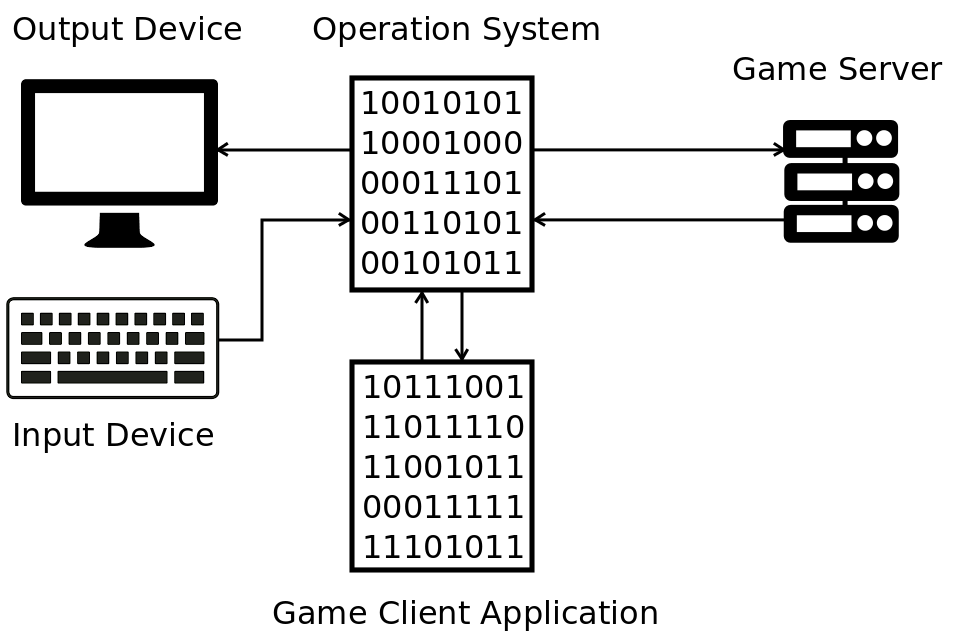 Output Device
Operation System
Game Server
10010101
10001000
00011101
00110101
00101011
Input Device
10111001
11011110
11001011
00011111
11101011
Game Client Application